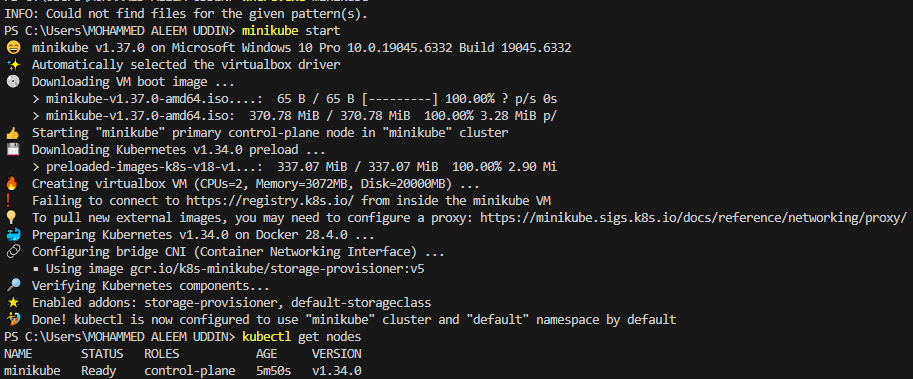 INFO: Could not find files for the given pattern(s).
PS C:\Users\MOHAMMED ALEEM UDDIN> minikube start
😄 minikube v1.37.0 on Microsoft Windows 10 Pro 10.0.19045.6332 Build 19045.6332
✨ Automatically selected the virtualbox driver
💿 Downloading VM boot image ...
> minikube-v1.37.0-amd64.iso....: 65 B / 65 B [---------] 100.00% ? p/s 0s
> minikube-v1.37.0-amd64.iso: 370.78 MiB / 370.78 MiB 100.00% 3.28 MiB p/
👍 Starting "minikube" primary control-plane node in "minikube" cluster
💾 Downloading Kubernetes v1.34.0 preload ...
> preloaded-images-k8s-v18-v1...: 337.07 MiB / 337.07 MiB 100.00% 2.90 Mi
🔥 Creating virtualbox VM (CPUs=2, Memory=3072MB, Disk=20000MB) ...
❗ Failing to connect to https://registry.k8s.io/ from inside the minikube VM
💡 To pull new external images, you may need to configure a proxy: https://minikube.sigs.k8s.io/docs/reference/networking/proxy/
🐳 Preparing Kubernetes v1.34.0 on Docker 28.4.0 ...
🔗 Configuring bridge CNI (Container Networking Interface) ...
▪ Using image gcr.io/k8s-minikube/storage-provisioner:v5
🔎 Verifying Kubernetes components...
🌟 Enabled addons: storage-provisioner, default-storageclass
🏄 Done! kubectl is now configured to use "minikube" cluster and "default" namespace by default
PS C:\Users\MOHAMMED ALEEM UDDIN> kubectl get nodes
NAME STATUS ROLES AGE VERSION
minikube Ready control-plane 5m50s v1.34.0